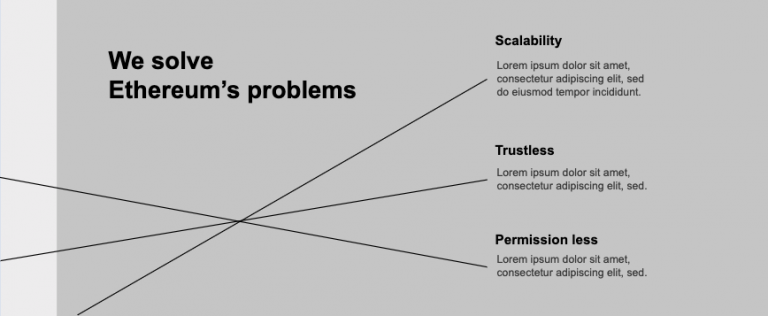 We solve
Ethereum’s problems
Scalability
Lorem ipsum dolor sit amet,
consectetur adipiscing elit, sed
do eiusmod tempor incididunt.
Trustless
Lorem ipsum dolor sit amet,
consectetur adipiscing elit, sed.
Permission less
Lorem ipsum dolor sit amet,
consectetur adipiscing elit, sed.